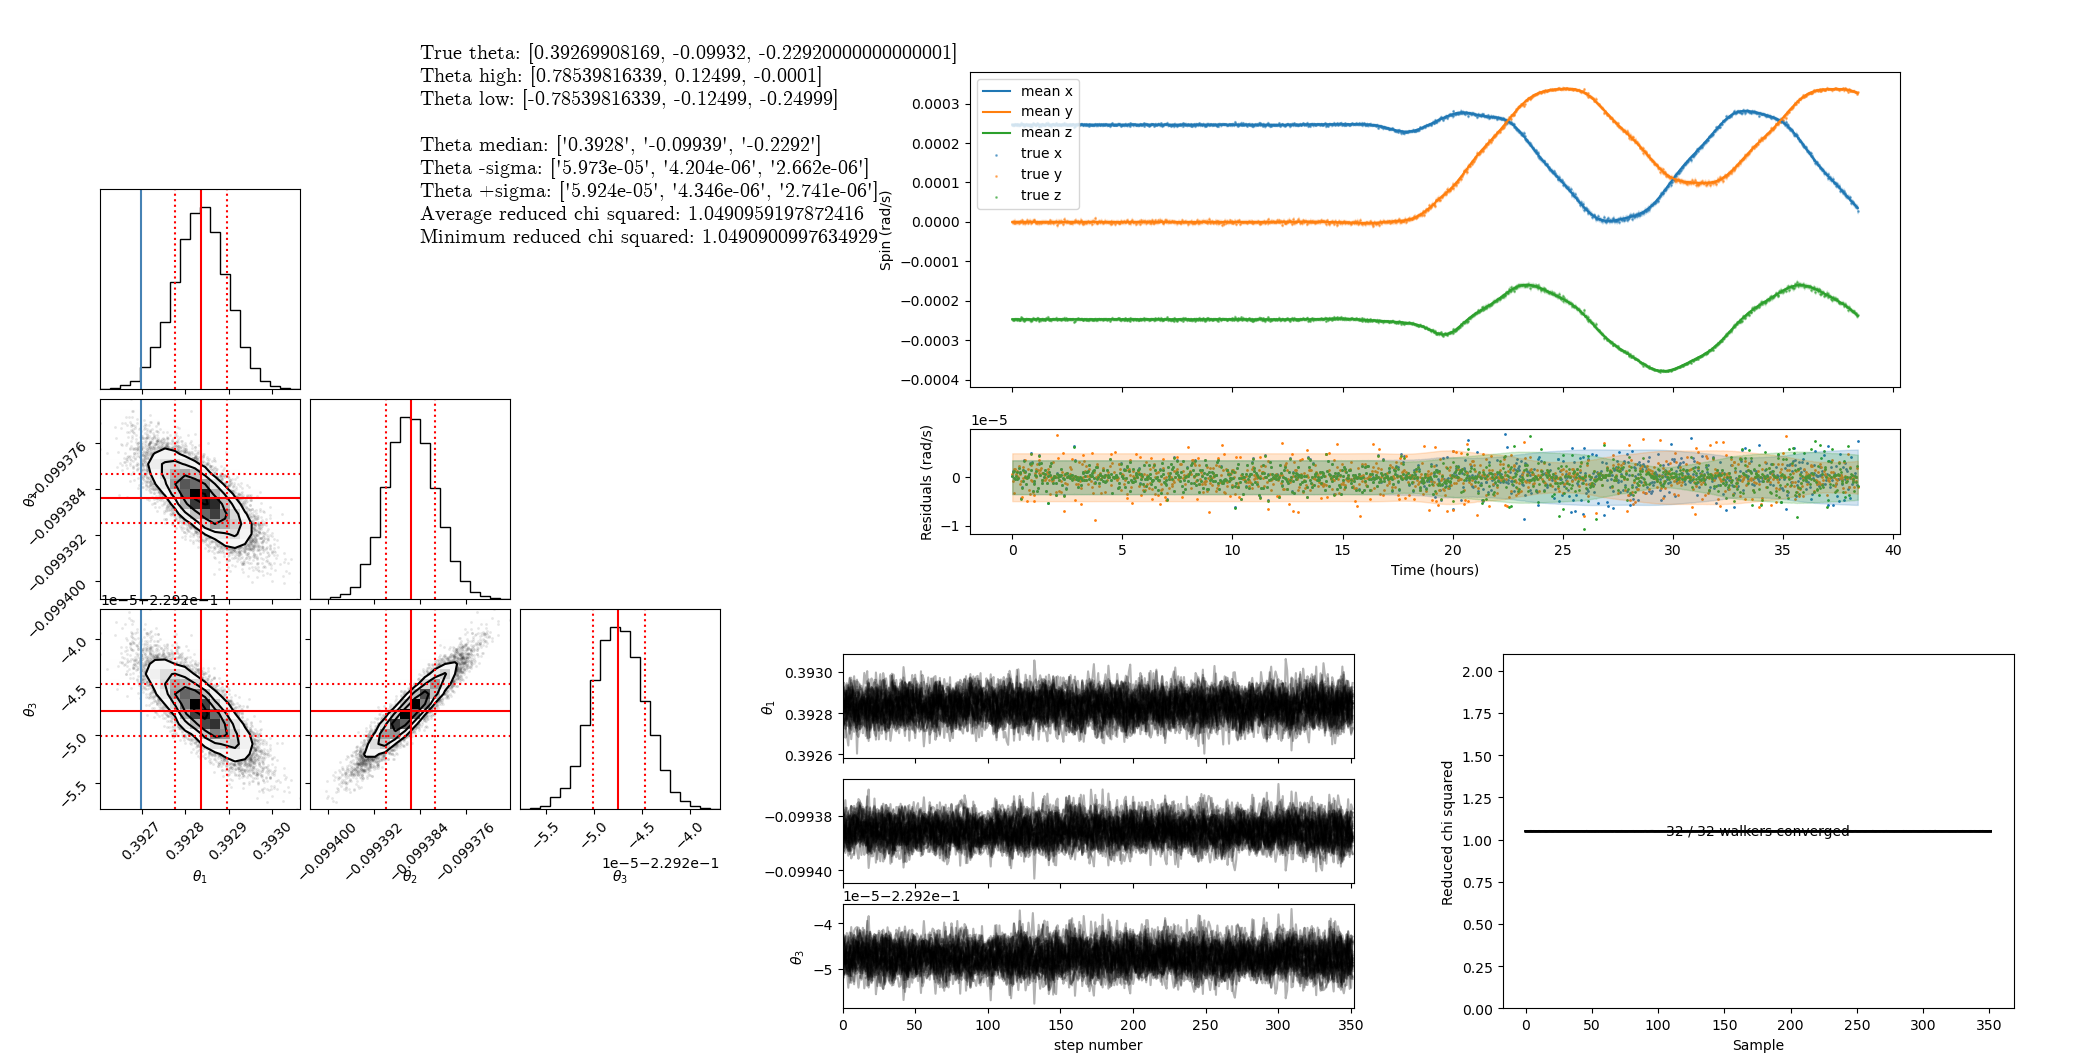 True theta: [0.39269908169, -0.09932, -0.22920000000000001]
Theta high: [0.78539816339, 0.12499, -0.0001]
Theta low: [-0.78539816339, -0.12499, -0.24999]
Theta median: ['0.3928', '-0.09939', '-0.2292']
Theta -sigma: ['5.973e-05', '4.204e-06', '2.662e-06']
Theta +sigma: ['5.924e-05', '4.346e-06', '2.741e-06']
Average reduced chi squared: 1.0490959197872416
Minimum reduced chi squared: 1.0490900997634929
θ2
−0.099376
−0.099384
−0.099392
−0.099400
1e−5−2.292e−1
θ3
−4.0
−4.5
−5.0
−5.5
0.3927
0.3928
0.3929
0.3930
θ1
−0.099400
−0.099392
−0.099384
−0.099376
θ2
−5.5
−5.0
−4.5
−4.0
1e−5−2.292e−1
θ3
Spin (rad/s)
0.0003
0.0002
0.0001
0.0000
−0.0001
−0.0002
−0.0003
−0.0004
mean x
mean y
mean z
true x
true y
true z
1e−5
Residuals (rad/s)
0
−1
0 5 10 15 20 25 30 35 40
Time (hours)
θ1
0.3930
0.3928
0.3926
−0.09938
−0.09940
1e−5−2.292e−1
θ3
−4
−5
0 50 100 150 200 250 300 350
step number
Reduced chi squared
2.00
1.75
1.50
1.25
1.00
0.75
0.50
0.25
0.00
32 / 32 walkers converged
0 50 100 150 200 250 300 350
Sample